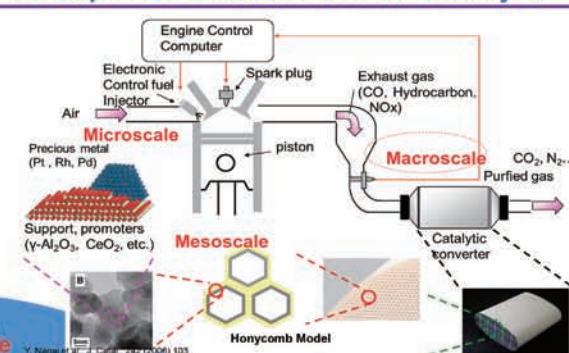 Engine Control
Computer
Electronic
Control fuel
Injector
Spark plug
Exhaust gas
(CO, Hydrocarbon,
NOx)
Air
Microscale
Precious metal
(Pt , Rh, Pd)
piston
Macroscale
CO2, N2..
Purfied gas
Support, promoters
(γ-Al2O3, CeO2, etc.)
Mesoscale
Catalytic
converter
B
Honycomb Model